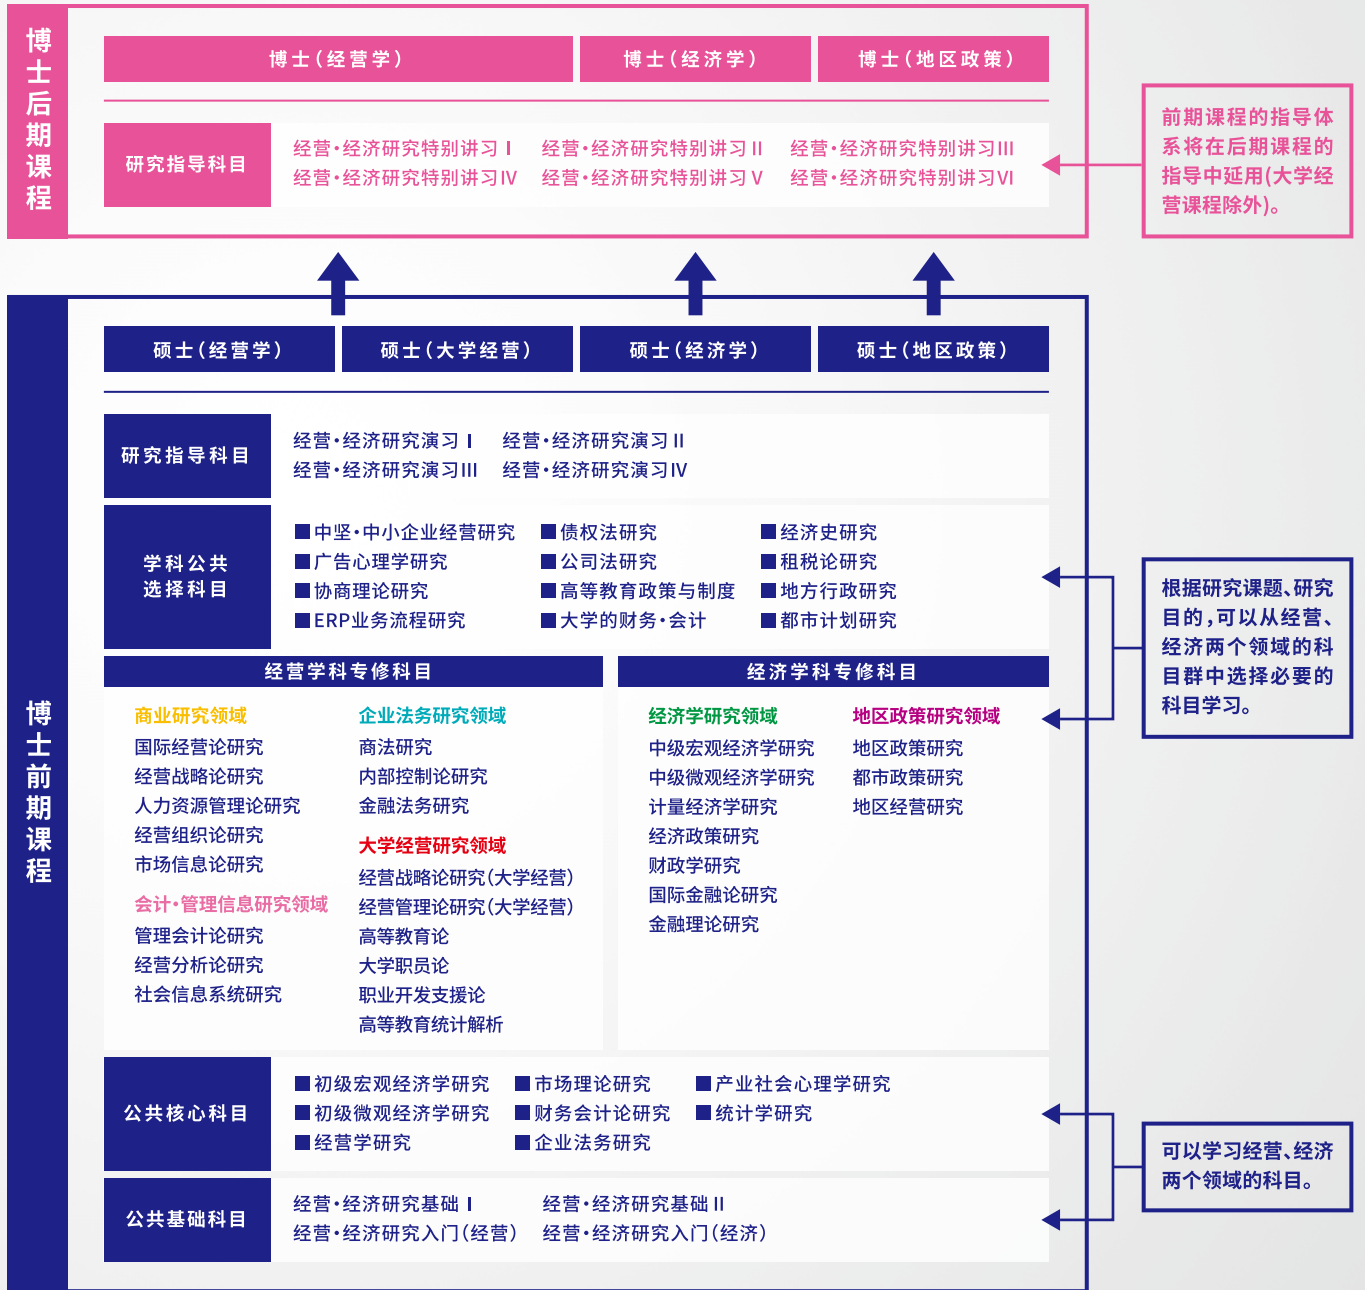 博士后期课程
博士（经营学）
博士（经济学）
博士（地区政策）
研究指导科目
经营・经济研究特别讲习Ⅰ
经营・经济研究特别讲习Ⅱ
经营・经济研究特别讲习Ⅲ
经营・经济研究特别讲习Ⅳ
经营・经济研究特别讲习Ⅴ
经营・经济研究特别讲习Ⅵ
前期课程的指导体
系将在后期课程的
指导中延用(大学经
营课程除外)。
博士前期课程
硕士（经营学）
硕士（大学经营）
硕士（经济学）
硕士（地区政策）
研究指导科目
经营・经济研究演习Ⅰ
经营・经济研究演习Ⅱ
经营・经济研究演习Ⅲ
经营・经济研究演习Ⅳ
学科公共
选择科目
■中坚・中小企业经营研究
■债权法研究
■经济史研究
■广告心理学研究
■公司法研究
■租税论研究
■协商理论研究
■高等教育政策与制度
■地方行政研究
■ERP业务流程研究
■大学的财务・会计
■都市计划研究
根据研究课题、研究
目的，可以从经营、
经济两个领域的科
目群中选择必要的
科目学习。
经营学科专修科目
商业研究领域
国际经营论研究
经营战略论研究
人力资源管理论研究
经营组织论研究
市场信息论研究
会计・管理信息研究领域
管理会计论研究
经营分析论研究
社会信息系统研究
企业法务研究领域
商法研究
内部控制论研究
金融法务研究
大学经营研究领域
经营战略论研究（大学经营）
经营管理论研究（大学经营）
高等教育论
大学职员论
职业开发支援论
高等教育统计解析
经济学科专修科目
经济学研究领域
中级宏观经济学研究
中级微观经济学研究
计量经济学研究
经济政策研究
财政学研究
国际金融论研究
金融理论研究
地区政策研究领域
地区政策研究
都市政策研究
地区经营研究
公共核心科目
■初级宏观经济学研究
■市场理论研究
■产业社会心理学研究
■初级微观经济学研究
■财务会计论研究
■统计学研究
■经营学研究
■企业法务研究
可以学习经营、经济
两个领域的科目。
公共基础科目
经营・经济研究基础Ⅰ
经营・经济研究基础Ⅱ
经营・经济研究入门（经营）
经营・经济研究入门（经济）